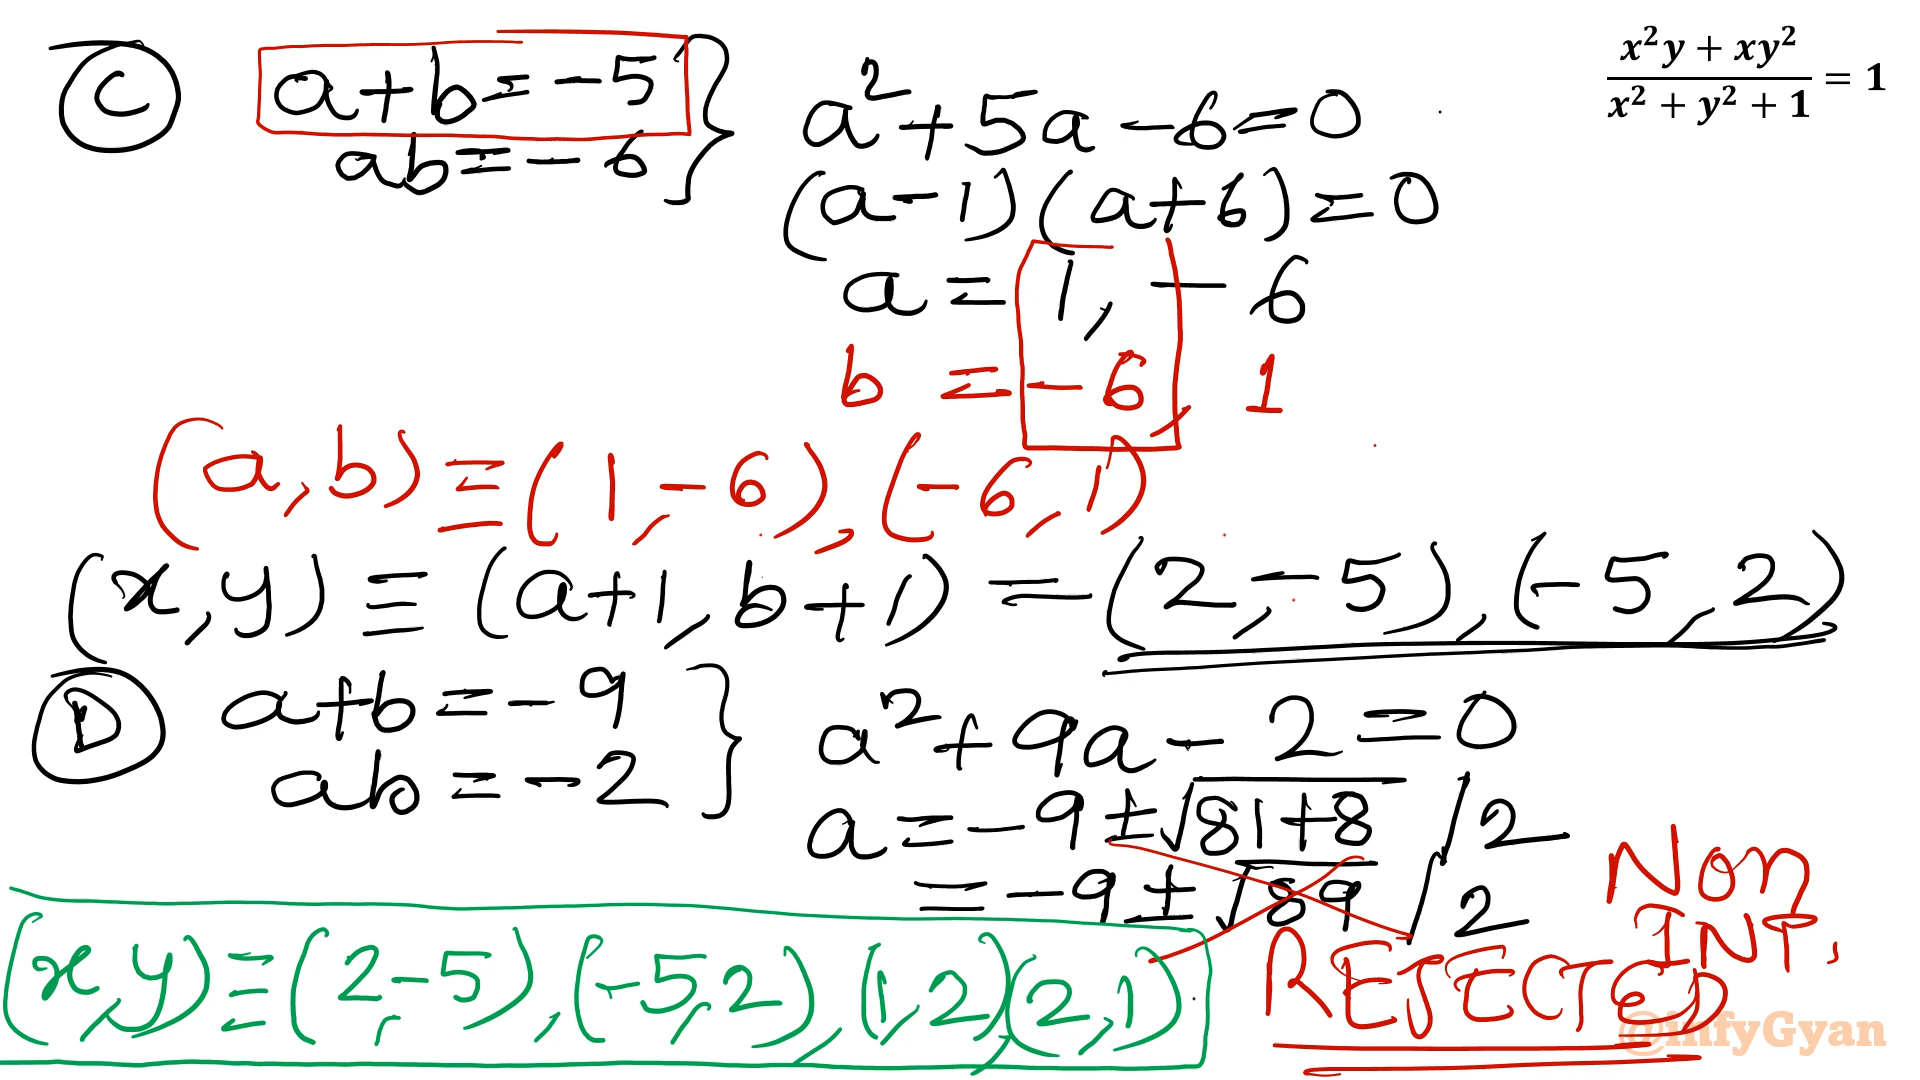 x²y + xy² / x² + y² + 1 = 1
C a+b=-5 } a²+5a-6=0
ab=-6 (a-1)(a+6)=0
a=1,-6
b=-6, 1
(a,b)≡(1,-6),(-6,1)
(x,y)≡(a+1,b+1)=(2,-5),(-5,2)
D a+b=-9 } a²+9a-2=0
ab=-2 a=-9±√81+8 /2
=-9±√89 /2
Non INT.
REJECTED
(x,y)≡(2,-5),(-5,2),(1,2),(2,1)
@infyGyan